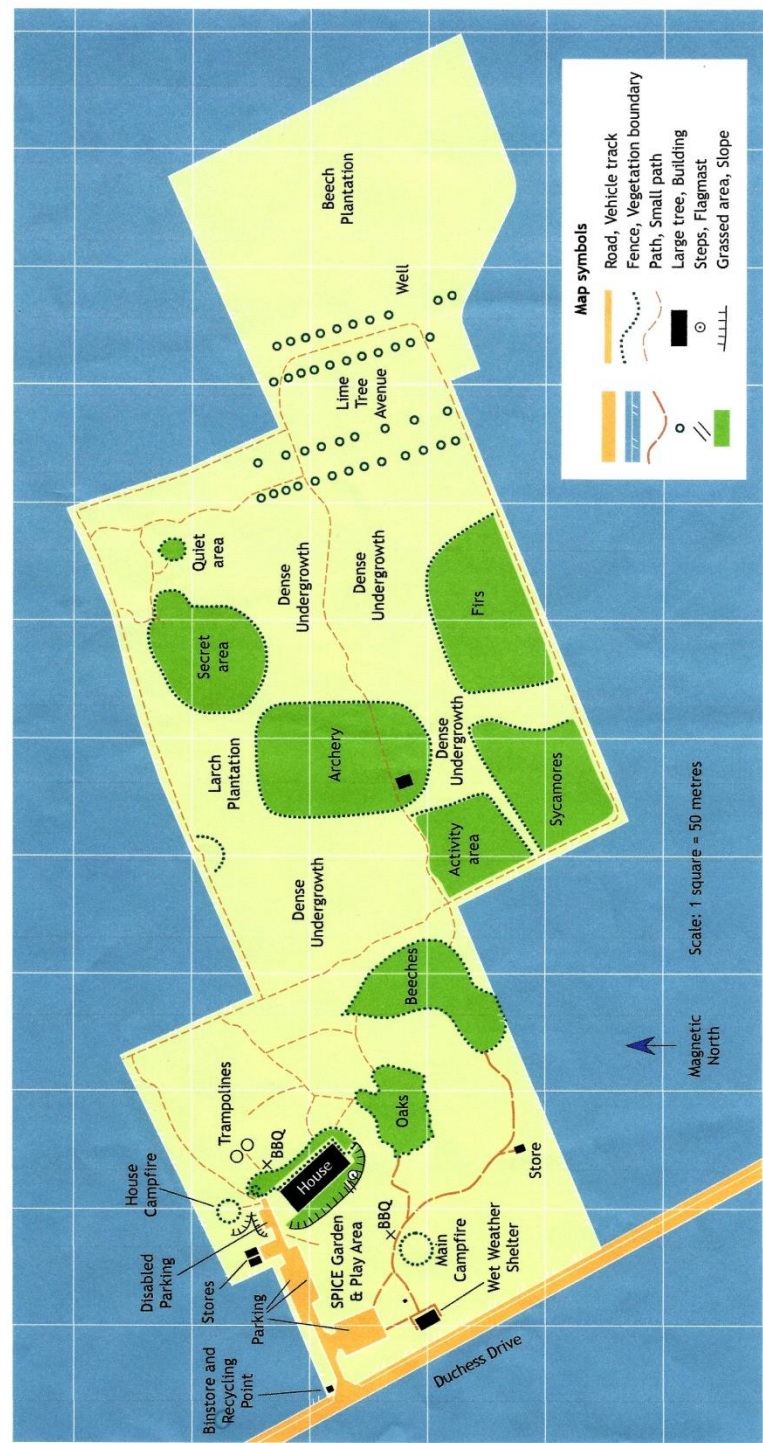 Binstore and
Recycling
Point
Parking
Stores
Disabled
Parking
House
Campfire
Trampolines
BBQ
House
SPICE Garden
& Play Area
BBQ
Main
Campfire
Wet Weather
Shelter
Duchess Drive
Store
Oaks
Beeches
Magnetic
North
Dense
Undergrowth
Larch
Plantation
Archery
Activity
area
Dense
Undergrowth
Sycamores
Scale: 1 square = 50 metres
Secret
area
Quiet
area
Dense
Undergrowth
Dense
Undergrowth
Firs
Lime
Tree
Avenue
Well
Beech
Plantation
Map symbols
Road, Vehicle track
Fence, Vegetation boundary
Path, Small path
Large tree, Building
Steps, Flagmast
Grassed area, Slope